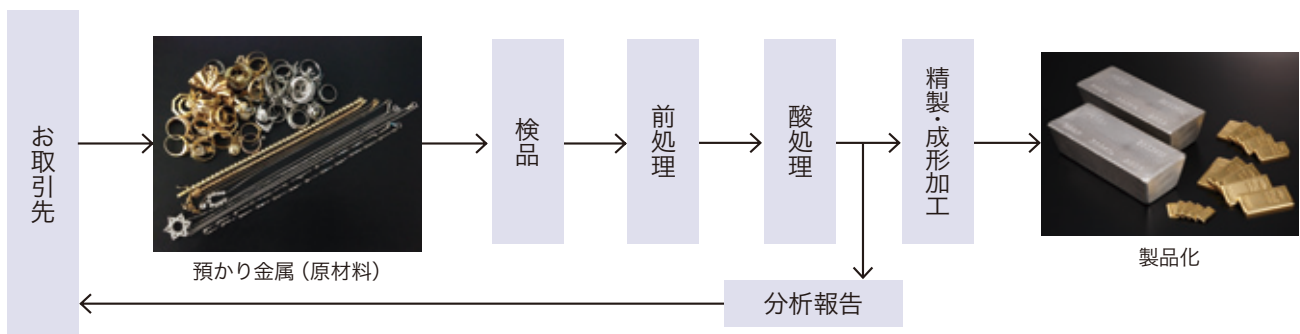 お取引先
預かり金属（原材料）
検品
前処理
酸処理
精製・成形加工
製品化
分析報告